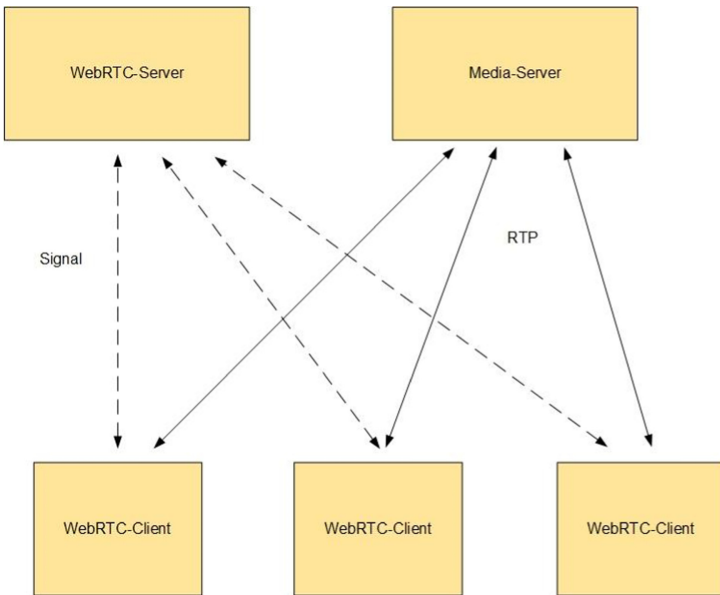 WebRTC-Server
Media-Server
Signal
RTP
WebRTC-Client
WebRTC-Client
WebRTC-Client